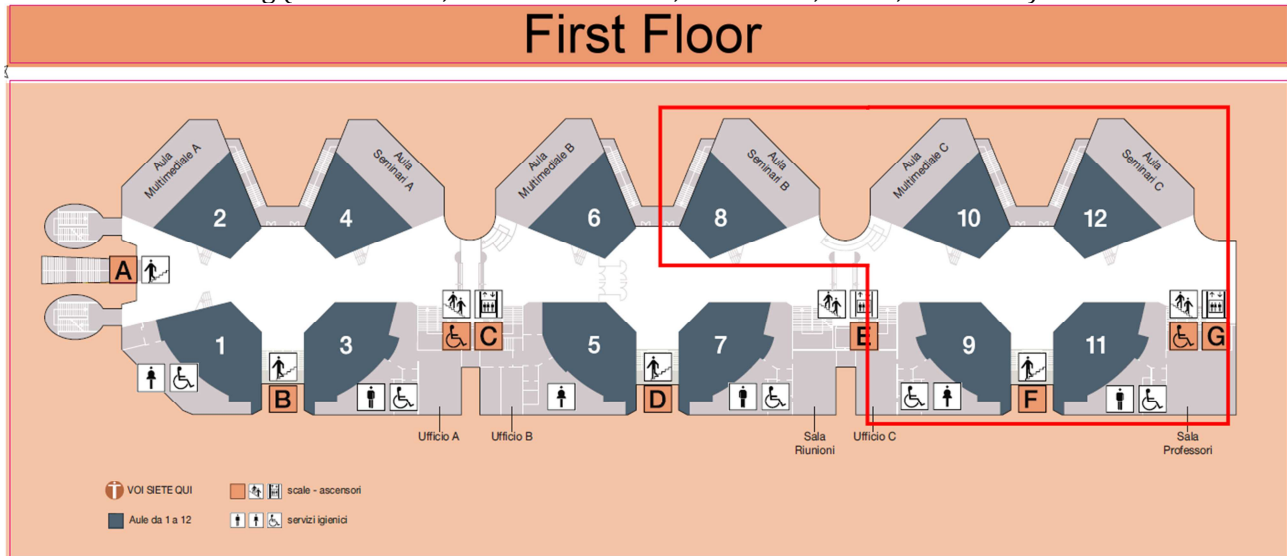 First Floor
Aula
Multimediale A
Aula
Seminari A
Aula
Multimediale B
Aula
Seminari B
Aula
Multimediale C
Aula
Seminari C
2
4
6
8
10
12
A
C
E
G
1
3
5
7
9
11
B
D
F
Ufficio A
Ufficio B
Sala
Riunioni
Ufficio C
Sala
Professori
VOI SIETE QUI
scale - ascensori
Aule da 1 a 12
servizi igienici